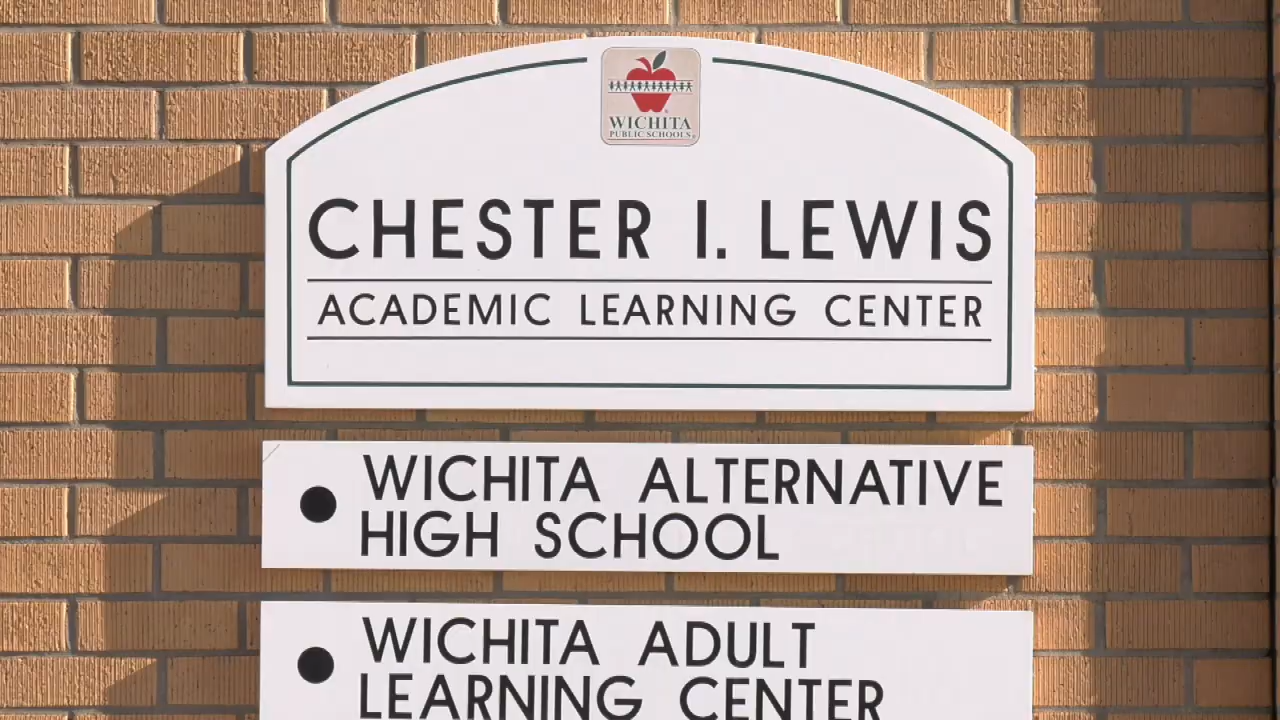 WICHITA
PUBLIC SCHOOLS
CHESTER I. LEWIS
ACADEMIC LEARNING CENTER
WICHITA ALTERNATIVE
HIGH SCHOOL
WICHITA ADULT
LEARNING CENTER